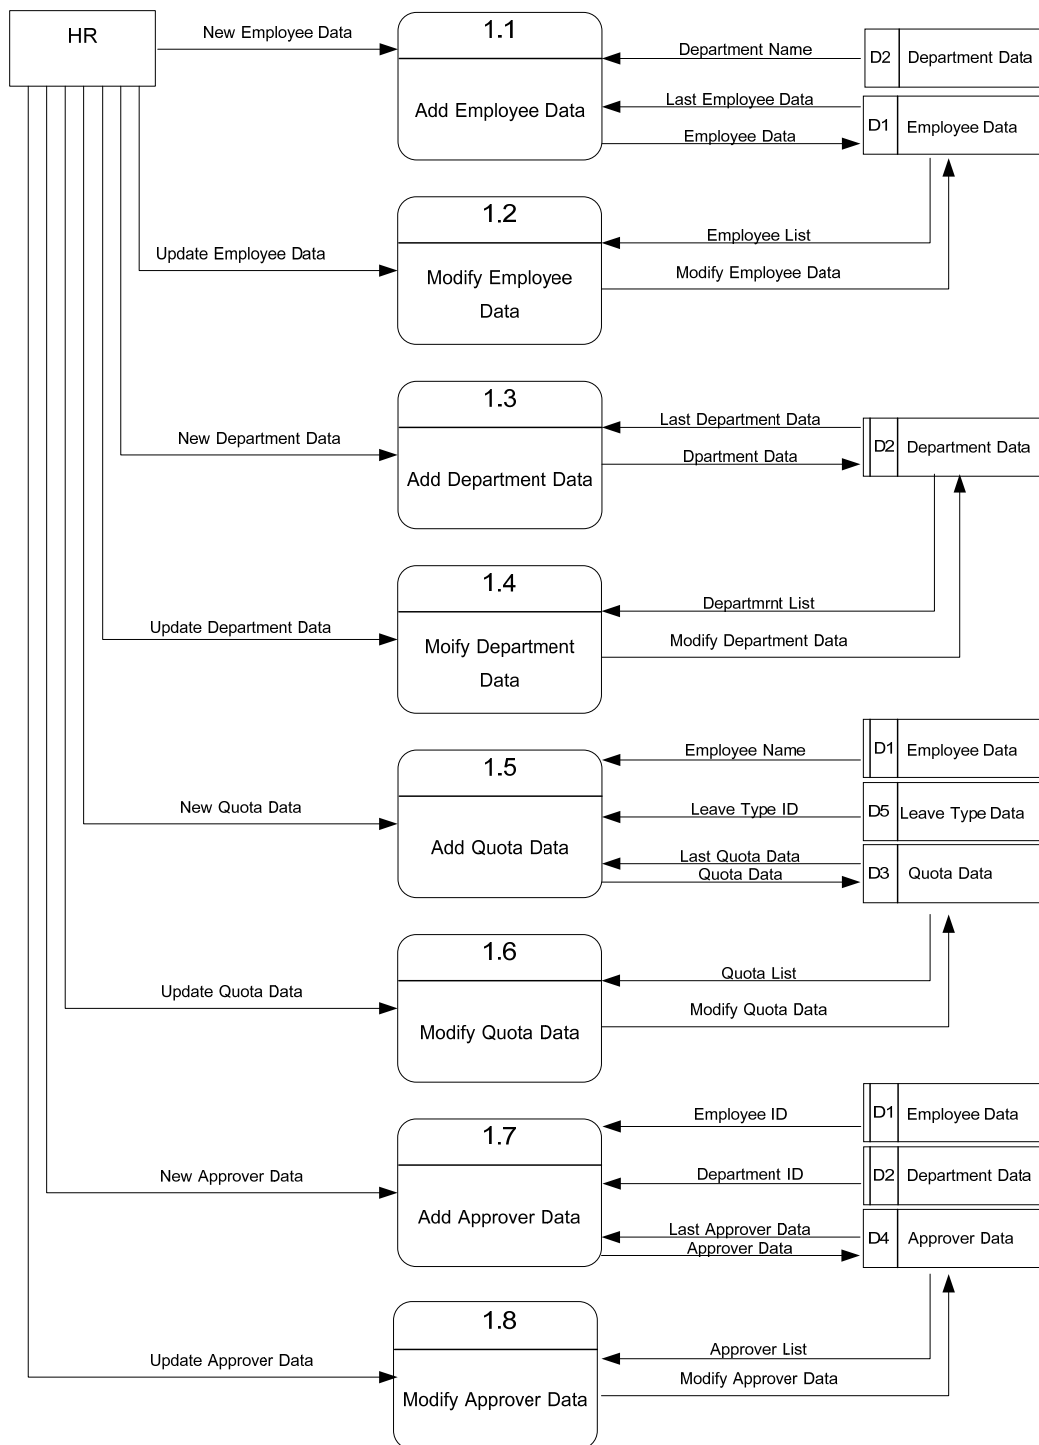 HR
New Employee Data
1.1
Add Employee Data
Department Name
D2
Department Data
Last Employee Data
Employee Data
D1
Employee Data
1.2
Modify Employee
Data
Update Employee Data
Employee List
Modify Employee Data
1.3
Add Department Data
New Department Data
Last Department Data
Dpartment Data
D2
Department Data
1.4
Moify Department
Data
Update Department Data
Departmrnt List
Modify Department Data
1.5
Add Quota Data
New Quota Data
Employee Name
D1
Employee Data
Leave Type ID
D5
Leave Type Data
Last Quota Data
Quota Data
D3
Quota Data
1.6
Modify Quota Data
Update Quota Data
Quota List
Modify Quota Data
1.7
Add Approver Data
New Approver Data
Employee ID
D1
Employee Data
Department ID
D2
Department Data
Last Approver Data
Approver Data
D4
Approver Data
1.8
Modify Approver Data
Update Approver Data
Approver List
Modify Approver Data